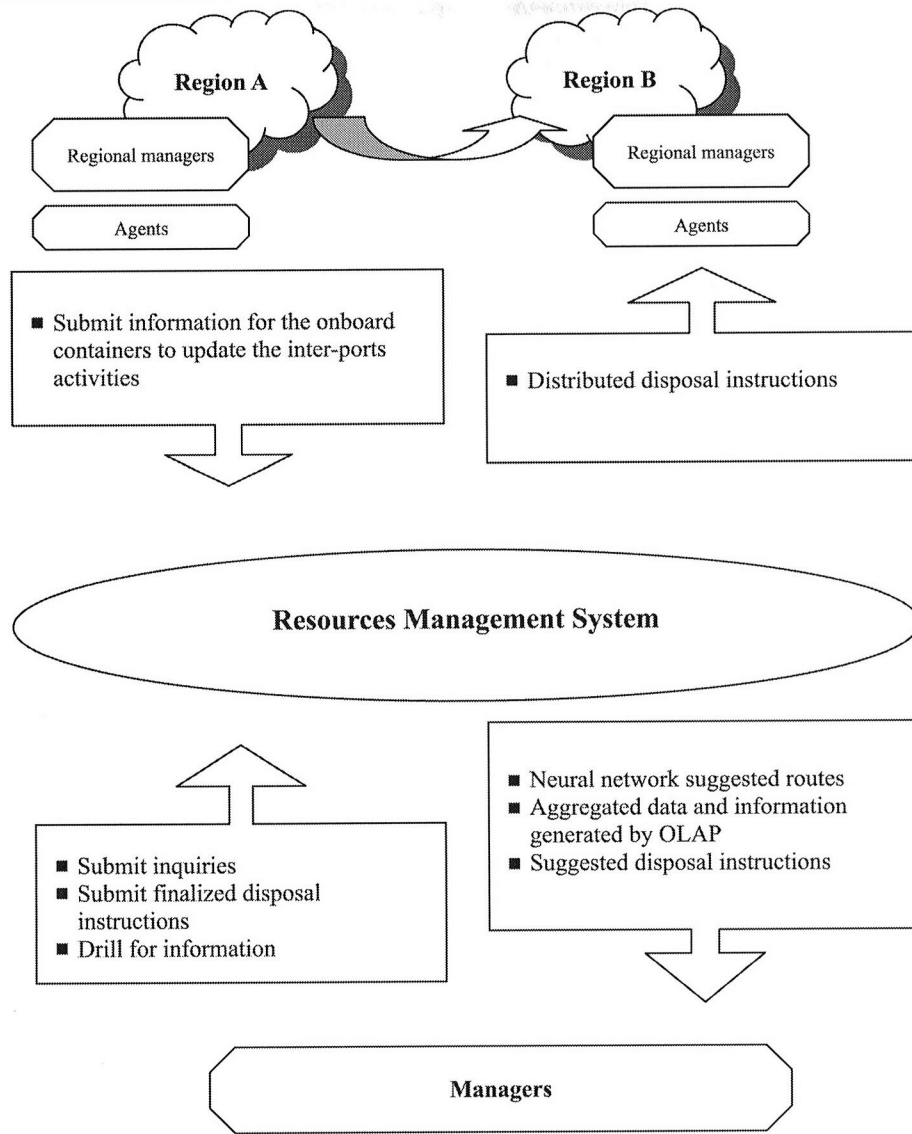 Region A
Region B
Regional managers
Regional managers
Agents
Agents
■ Submit information for the onboard
containers to update the inter-ports
activities
■ Distributed disposal instructions
Resources Management System
■ Neural network suggested routes
■ Aggregated data and information
generated by OLAP
■ Suggested disposal instructions
■ Submit inquiries
■ Submit finalized disposal
instructions
■ Drill for information
Managers